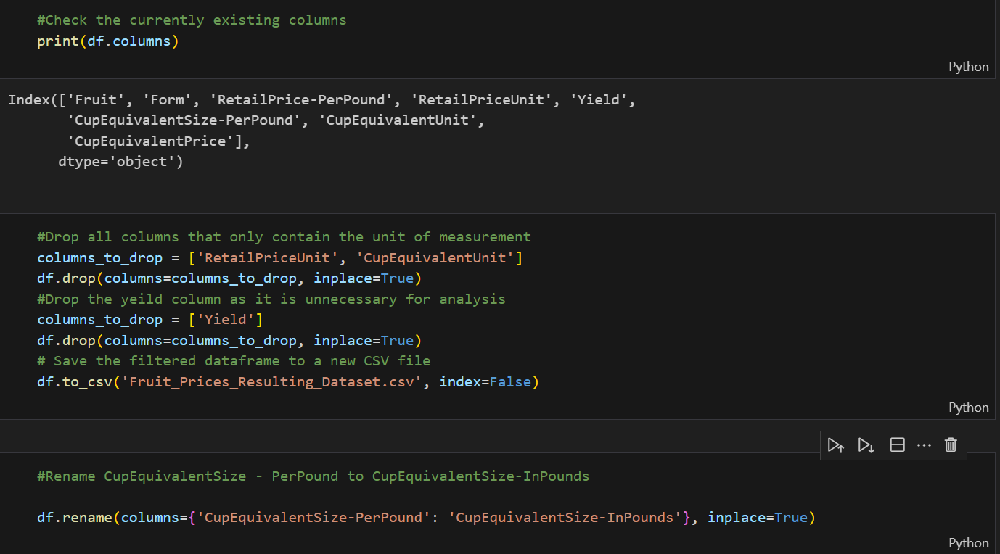 #Check the currently existing columns
print(df.columns)
Python
Index(['Fruit', 'Form', 'RetailPrice-PerPound', 'RetailPriceUnit', 'Yield',
'CupEquivalentSize-PerPound', 'CupEquivalentUnit',
'CupEquivalentPrice'],
dtype='object')
#Drop all columns that only contain the unit of measurement
columns_to_drop = ['RetailPriceUnit', 'CupEquivalentUnit']
df.drop(columns=columns_to_drop, inplace=True)
#Drop the yeild column as it is unnecessary for analysis
columns_to_drop = ['Yield']
df.drop(columns=columns_to_drop, inplace=True)
# Save the filtered dataframe to a new CSV file
df.to_csv('Fruit_Prices_Resulting_Dataset.csv', index=False)
Python
#Rename CupEquivalentSize - PerPound to CupEquivalentSize-InPounds
df.rename(columns={'CupEquivalentSize-PerPound': 'CupEquivalentSize-InPounds'}, inplace=True)
Python